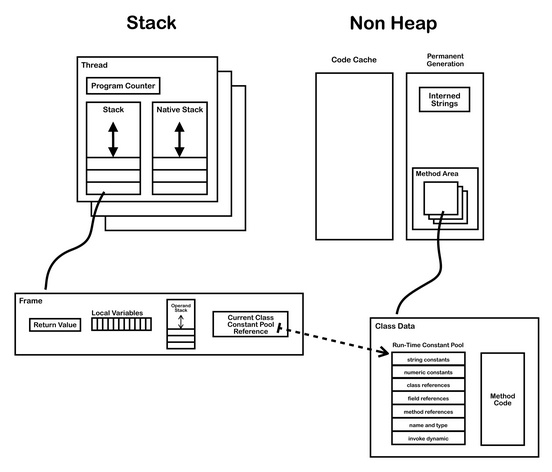 Stack
Non Heap
Thread
Program Counter
Stack
Native Stack
Code Cache
Permanent
Generation
Interned
Strings
Method Area
Frame
Return Value
Local Variables
Operand
Stack
Current Class
Constant Pool
Reference
Class Data
Run-Time Constant Pool
string constants
numeric constants
class references
field references
method references
name and type
invoke dynamic
Method
Code